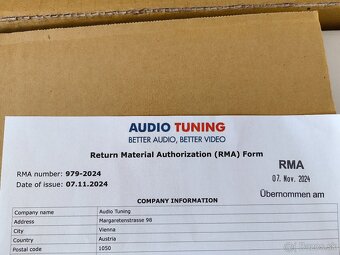 AUDIO TUNING
BETTER AUDIO, BETTER VIDEO
Return Material Authorization (RMA) Form
RMA number: 979-2024
Date of issue: 07.11.2024
RMA
07. Nov. 2024
Übernommen am
COMPANY INFORMATION
Company name Audio Tuning
Address Margaretenstrasse 98
City Vienna
Country Austria
Postal code 1050